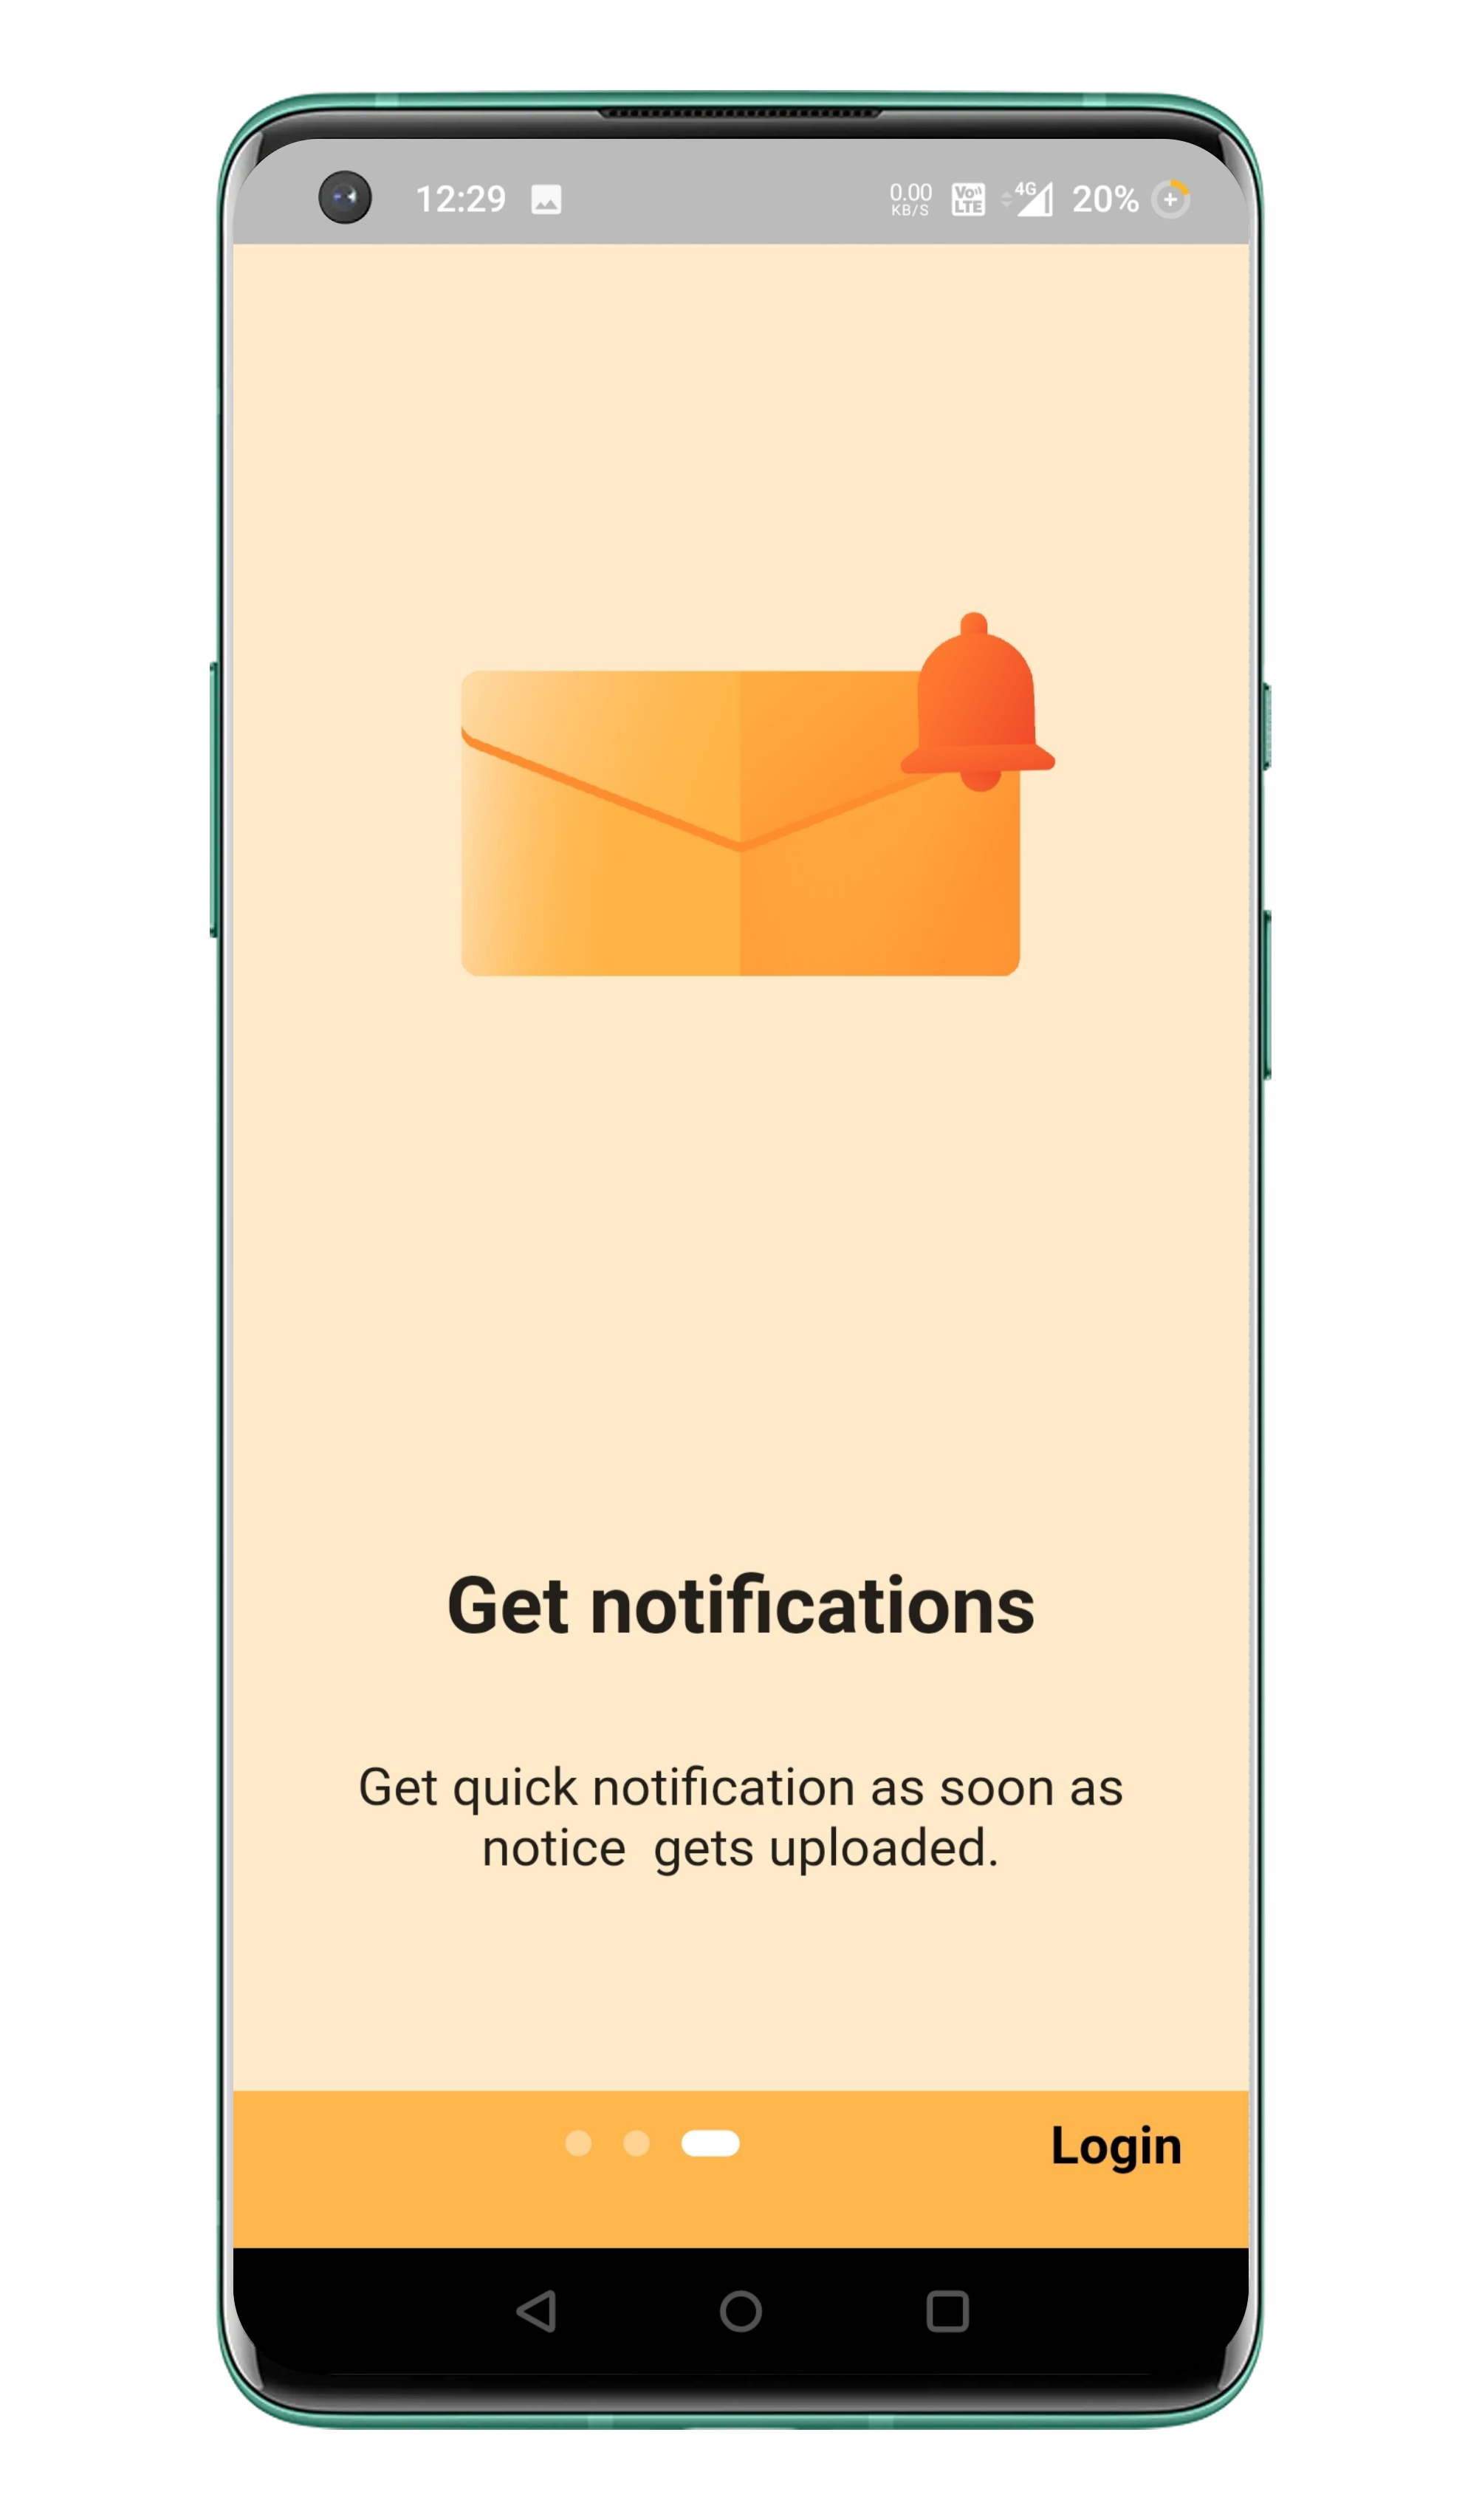 12:29
0.00
KB/S
Vo
LTE
4G
20%
Get notifications
Get quick notification as soon as
notice  gets uploaded.
Login